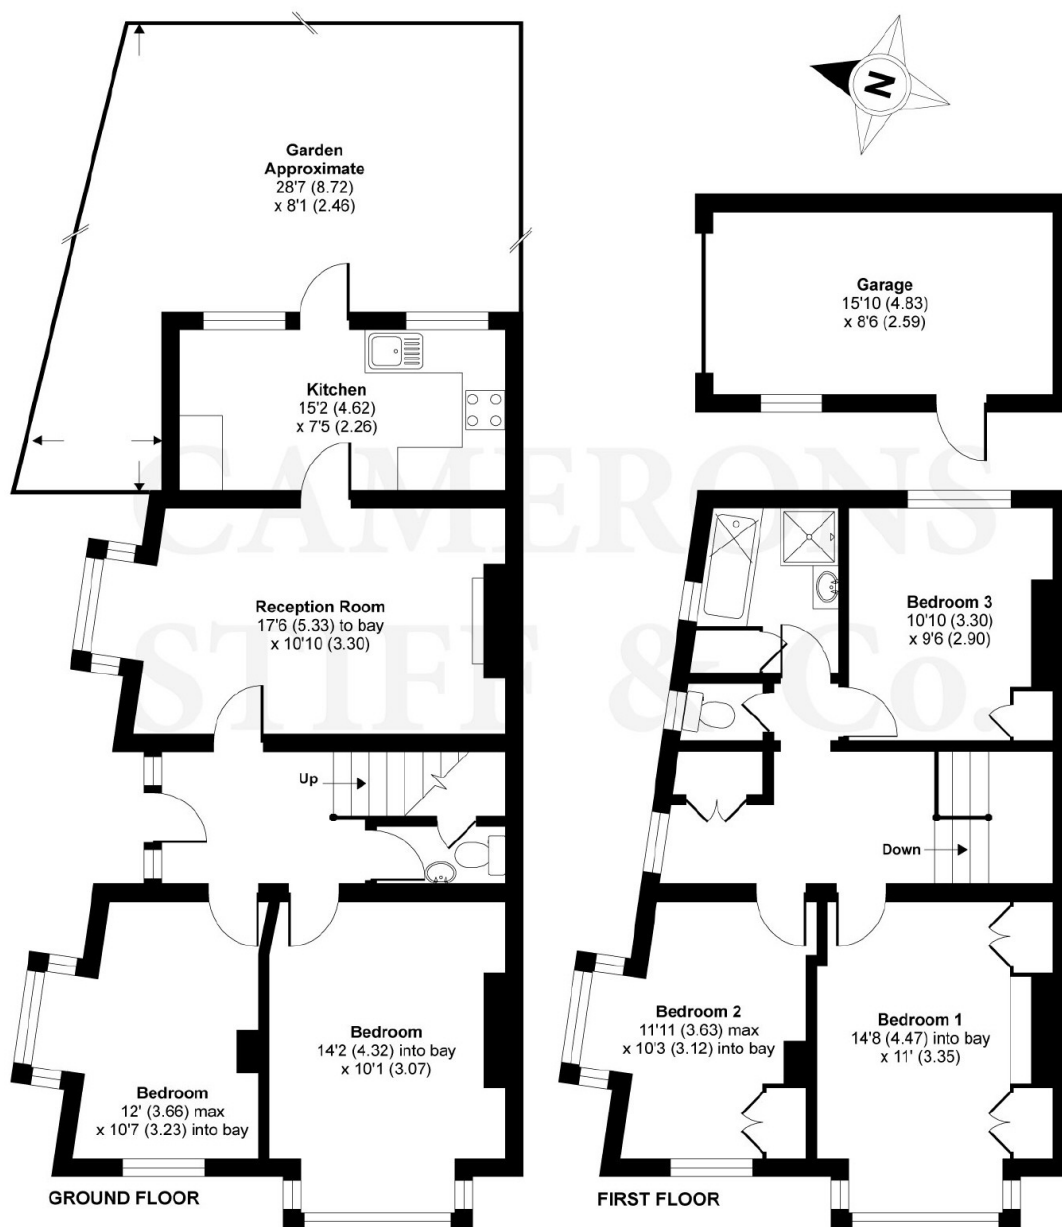 Garden
Approximate
28'7 (8.72)
x 8'1 (2.46)
N
Garage
15'10 (4.83)
x 8'6 (2.59)
Kitchen
15'2 (4.62)
x 7'5 (2.26)
CAMERONS
STIFF & Co.
Reception Room
17'6 (5.33) to bay
x 10'10 (3.30)
Bedroom 3
10'10 (3.30)
x 9'6 (2.90)
Up
Down
Bedroom
14'2 (4.32) into bay
x 10'1 (3.07)
Bedroom
12' (3.66) max
x 10'7 (3.23) into bay
Bedroom 2
11'11 (3.63) max
x 10'3 (3.12) into bay
Bedroom 1
14'8 (4.47) into bay
x 11' (3.35)
GROUND FLOOR
FIRST FLOOR